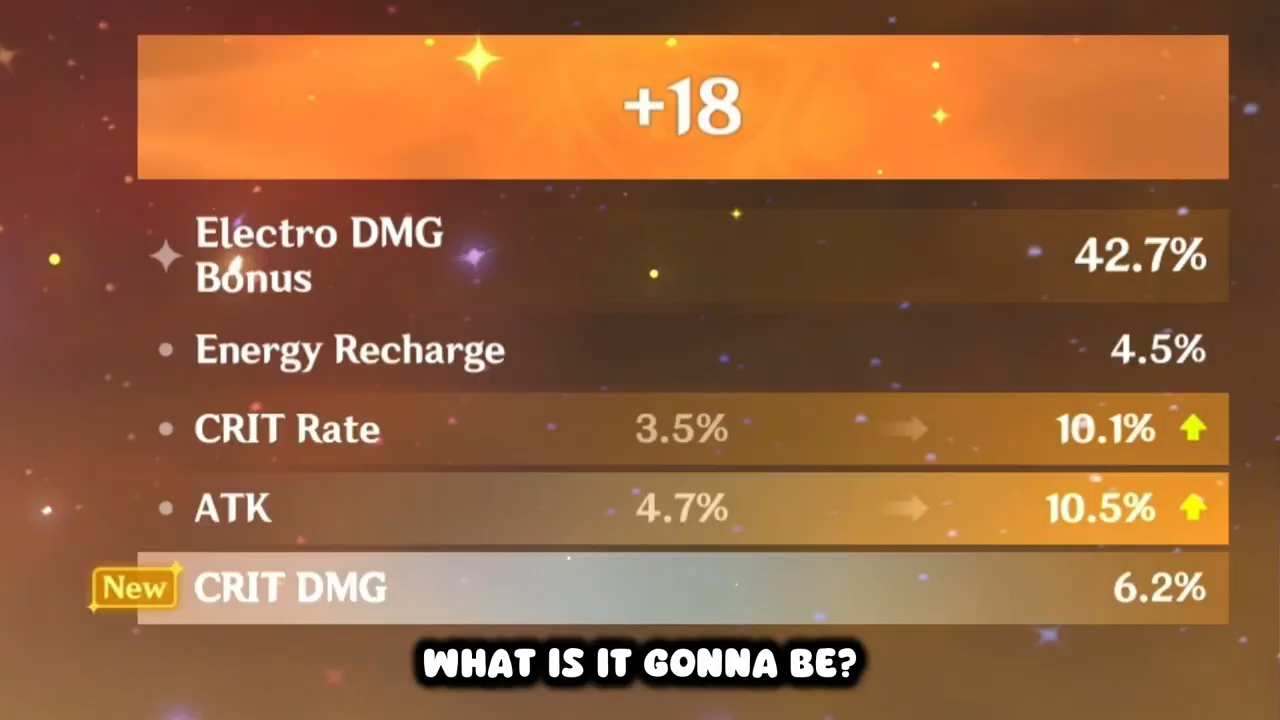 +18
Electro DMG
Bonus 42.7%
Energy Recharge 4.5%
CRIT Rate 3.5% 10.1%
ATK 4.7% 10.5%
New CRIT DMG 6.2%
WHAT IS IT GONNA BE?